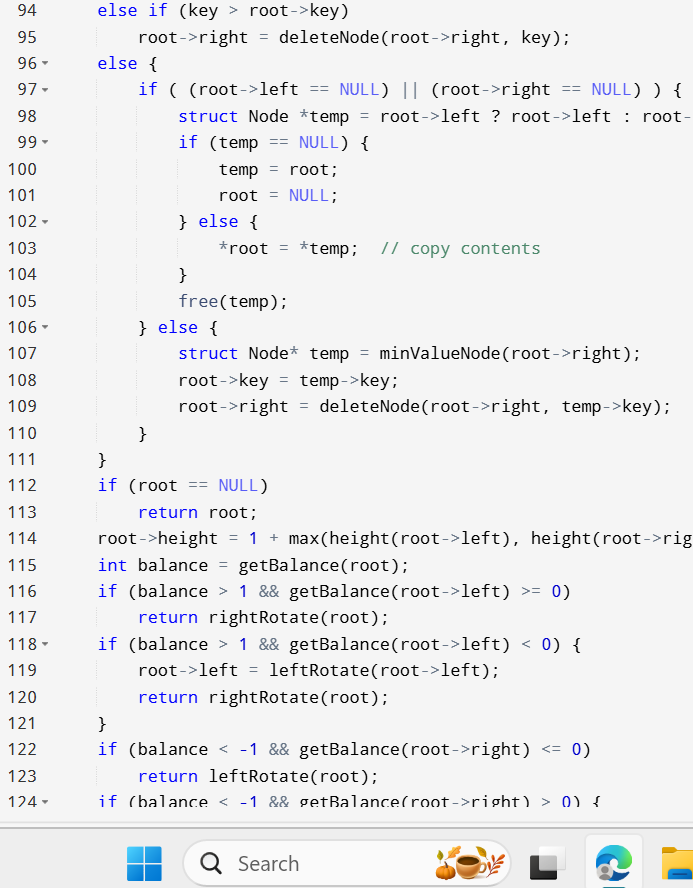 94 else if (key > root->key)
95 root->right = deleteNode(root->right, key);
96 else {
97 if ( (root->left == NULL) || (root->right == NULL) ) {
98 struct Node *temp = root->left ? root->left : root-
99 if (temp == NULL) {
100 temp = root;
101 root = NULL;
102 } else {
103 *root = *temp;  // copy contents
104 }
105 free(temp);
106 } else {
107 struct Node* temp = minValueNode(root->right);
108 root->key = temp->key;
109 root->right = deleteNode(root->right, temp->key);
110 }
111 }
112 if (root == NULL)
113 return root;
114 root->height = 1 + max(height(root->left), height(root->rig
115 int balance = getBalance(root);
116 if (balance > 1 && getBalance(root->left) >= 0)
117 return rightRotate(root);
118 if (balance > 1 && getBalance(root->left) < 0) {
119 root->left = leftRotate(root->left);
120 return rightRotate(root);
121 }
122 if (balance < -1 && getBalance(root->right) <= 0)
123 return leftRotate(root);
124 if (balance < -1 && getBalance(root->right) > 0) {
Search